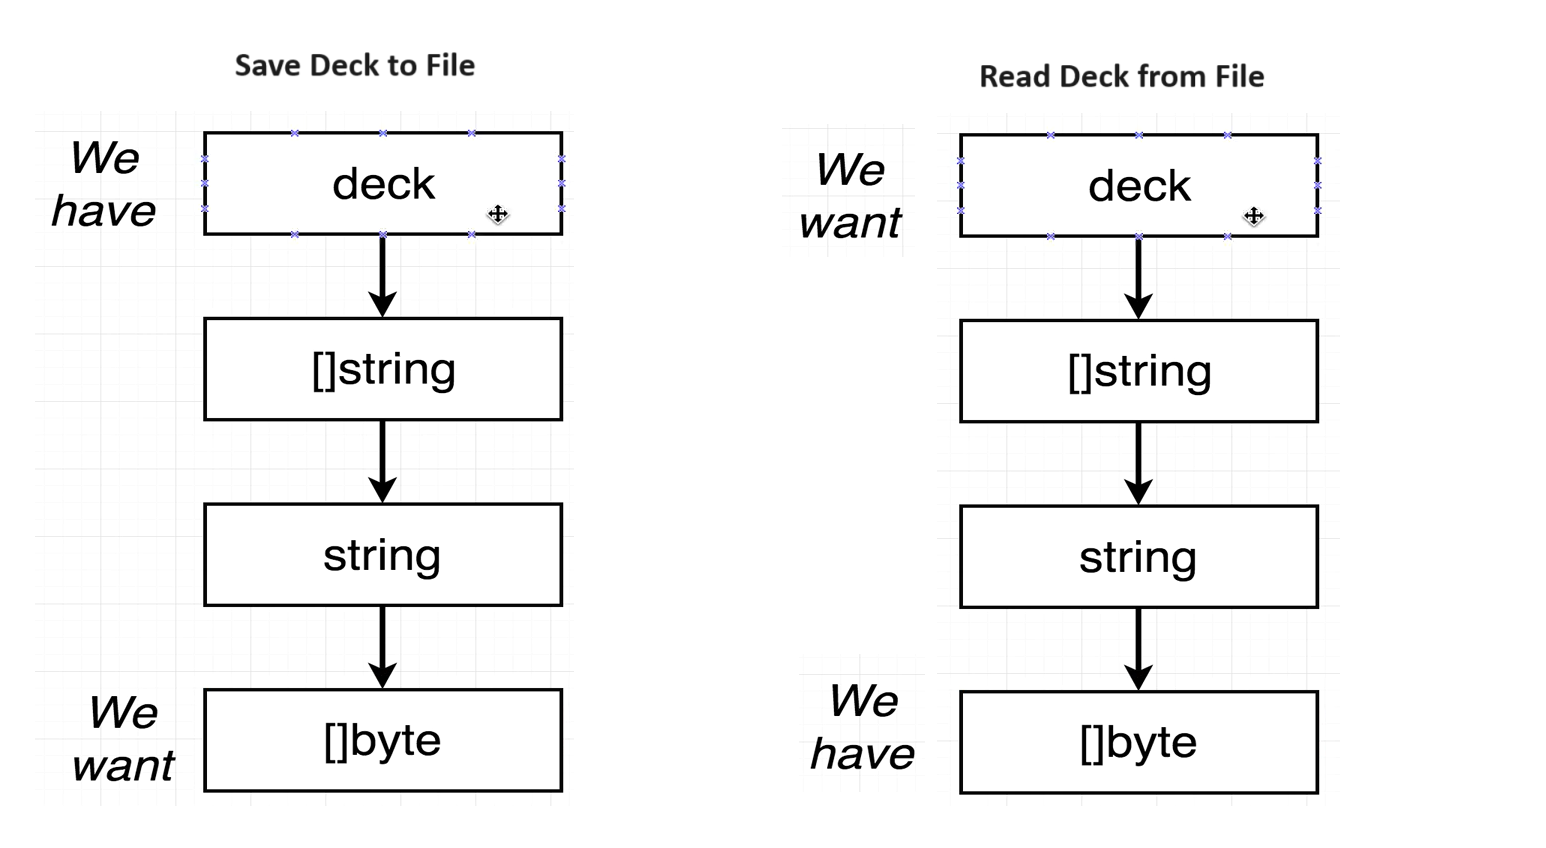 Save Deck to File
We
have
deck
[]string
string
We
want
[]byte
Read Deck from File
We
want
deck
[]string
string
We
have
[]byte